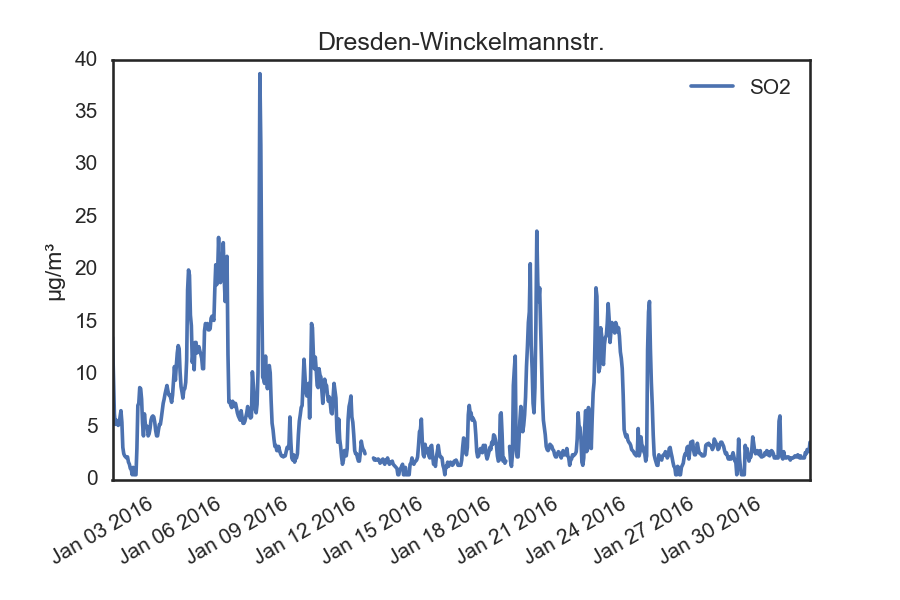 Dresden-Winckelmannstr.
40
35
30
25
20
15
10
5
0
µg/m³
SO2
Jan 03 2016
Jan 06 2016
Jan 09 2016
Jan 12 2016
Jan 15 2016
Jan 18 2016
Jan 21 2016
Jan 24 2016
Jan 27 2016
Jan 30 2016